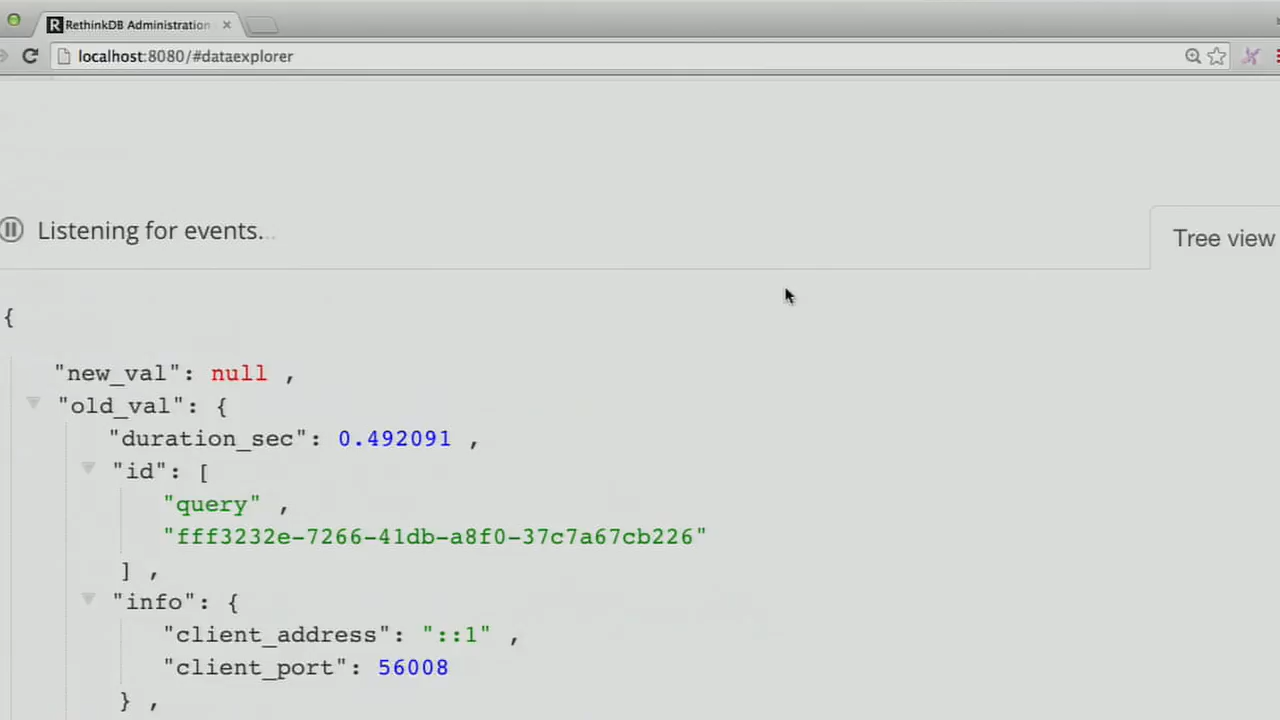 RethinkDB Administration
localhost:8080/#dataexplorer
Listening for events...
Tree view
{
"new_val": null ,
"old_val": {
"duration_sec": 0.492091 ,
"id": [
"query" ,
"fff3232e-7266-41db-a8f0-37c7a67cb226"
] ,
"info": {
"client_address": "::1" ,
"client_port": 56008
} ,